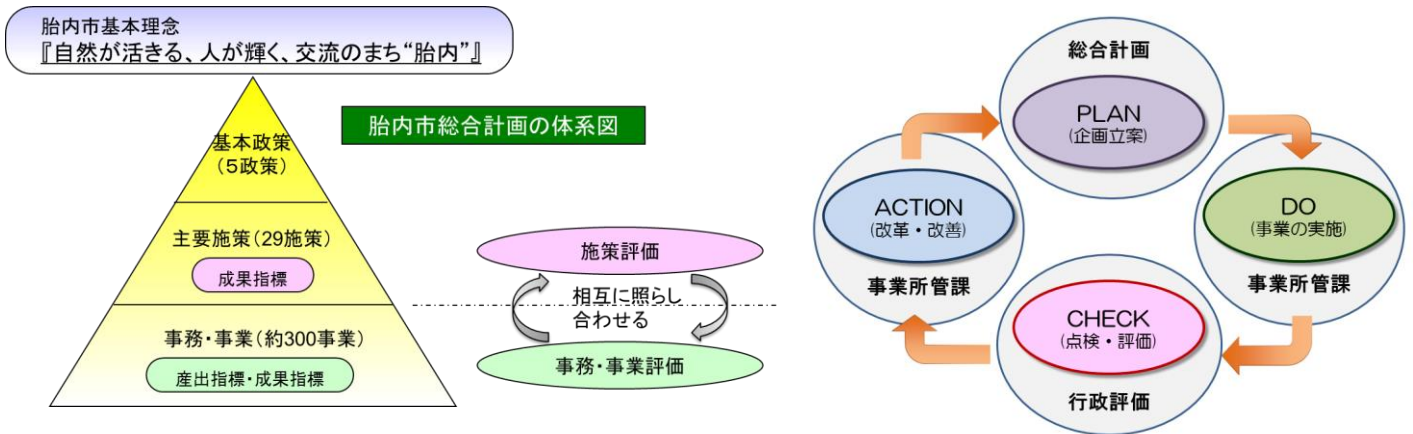 胎内市基本理念
『自然が活きる、人が輝く、交流のまち“胎内”』
胎内市総合計画の体系図
基本政策
(5政策)
主要施策(29施策)
成果指標
事務・事業(約300事業)
産出指標・成果指標
施策評価
相互に照らし
合わせる
事務・事業評価
総合計画
PLAN
(企画立案)
DO
(事業の実施)
事業所管課
CHECK
(点検・評価)
行政評価
ACTION
(改革・改善)
事業所管課